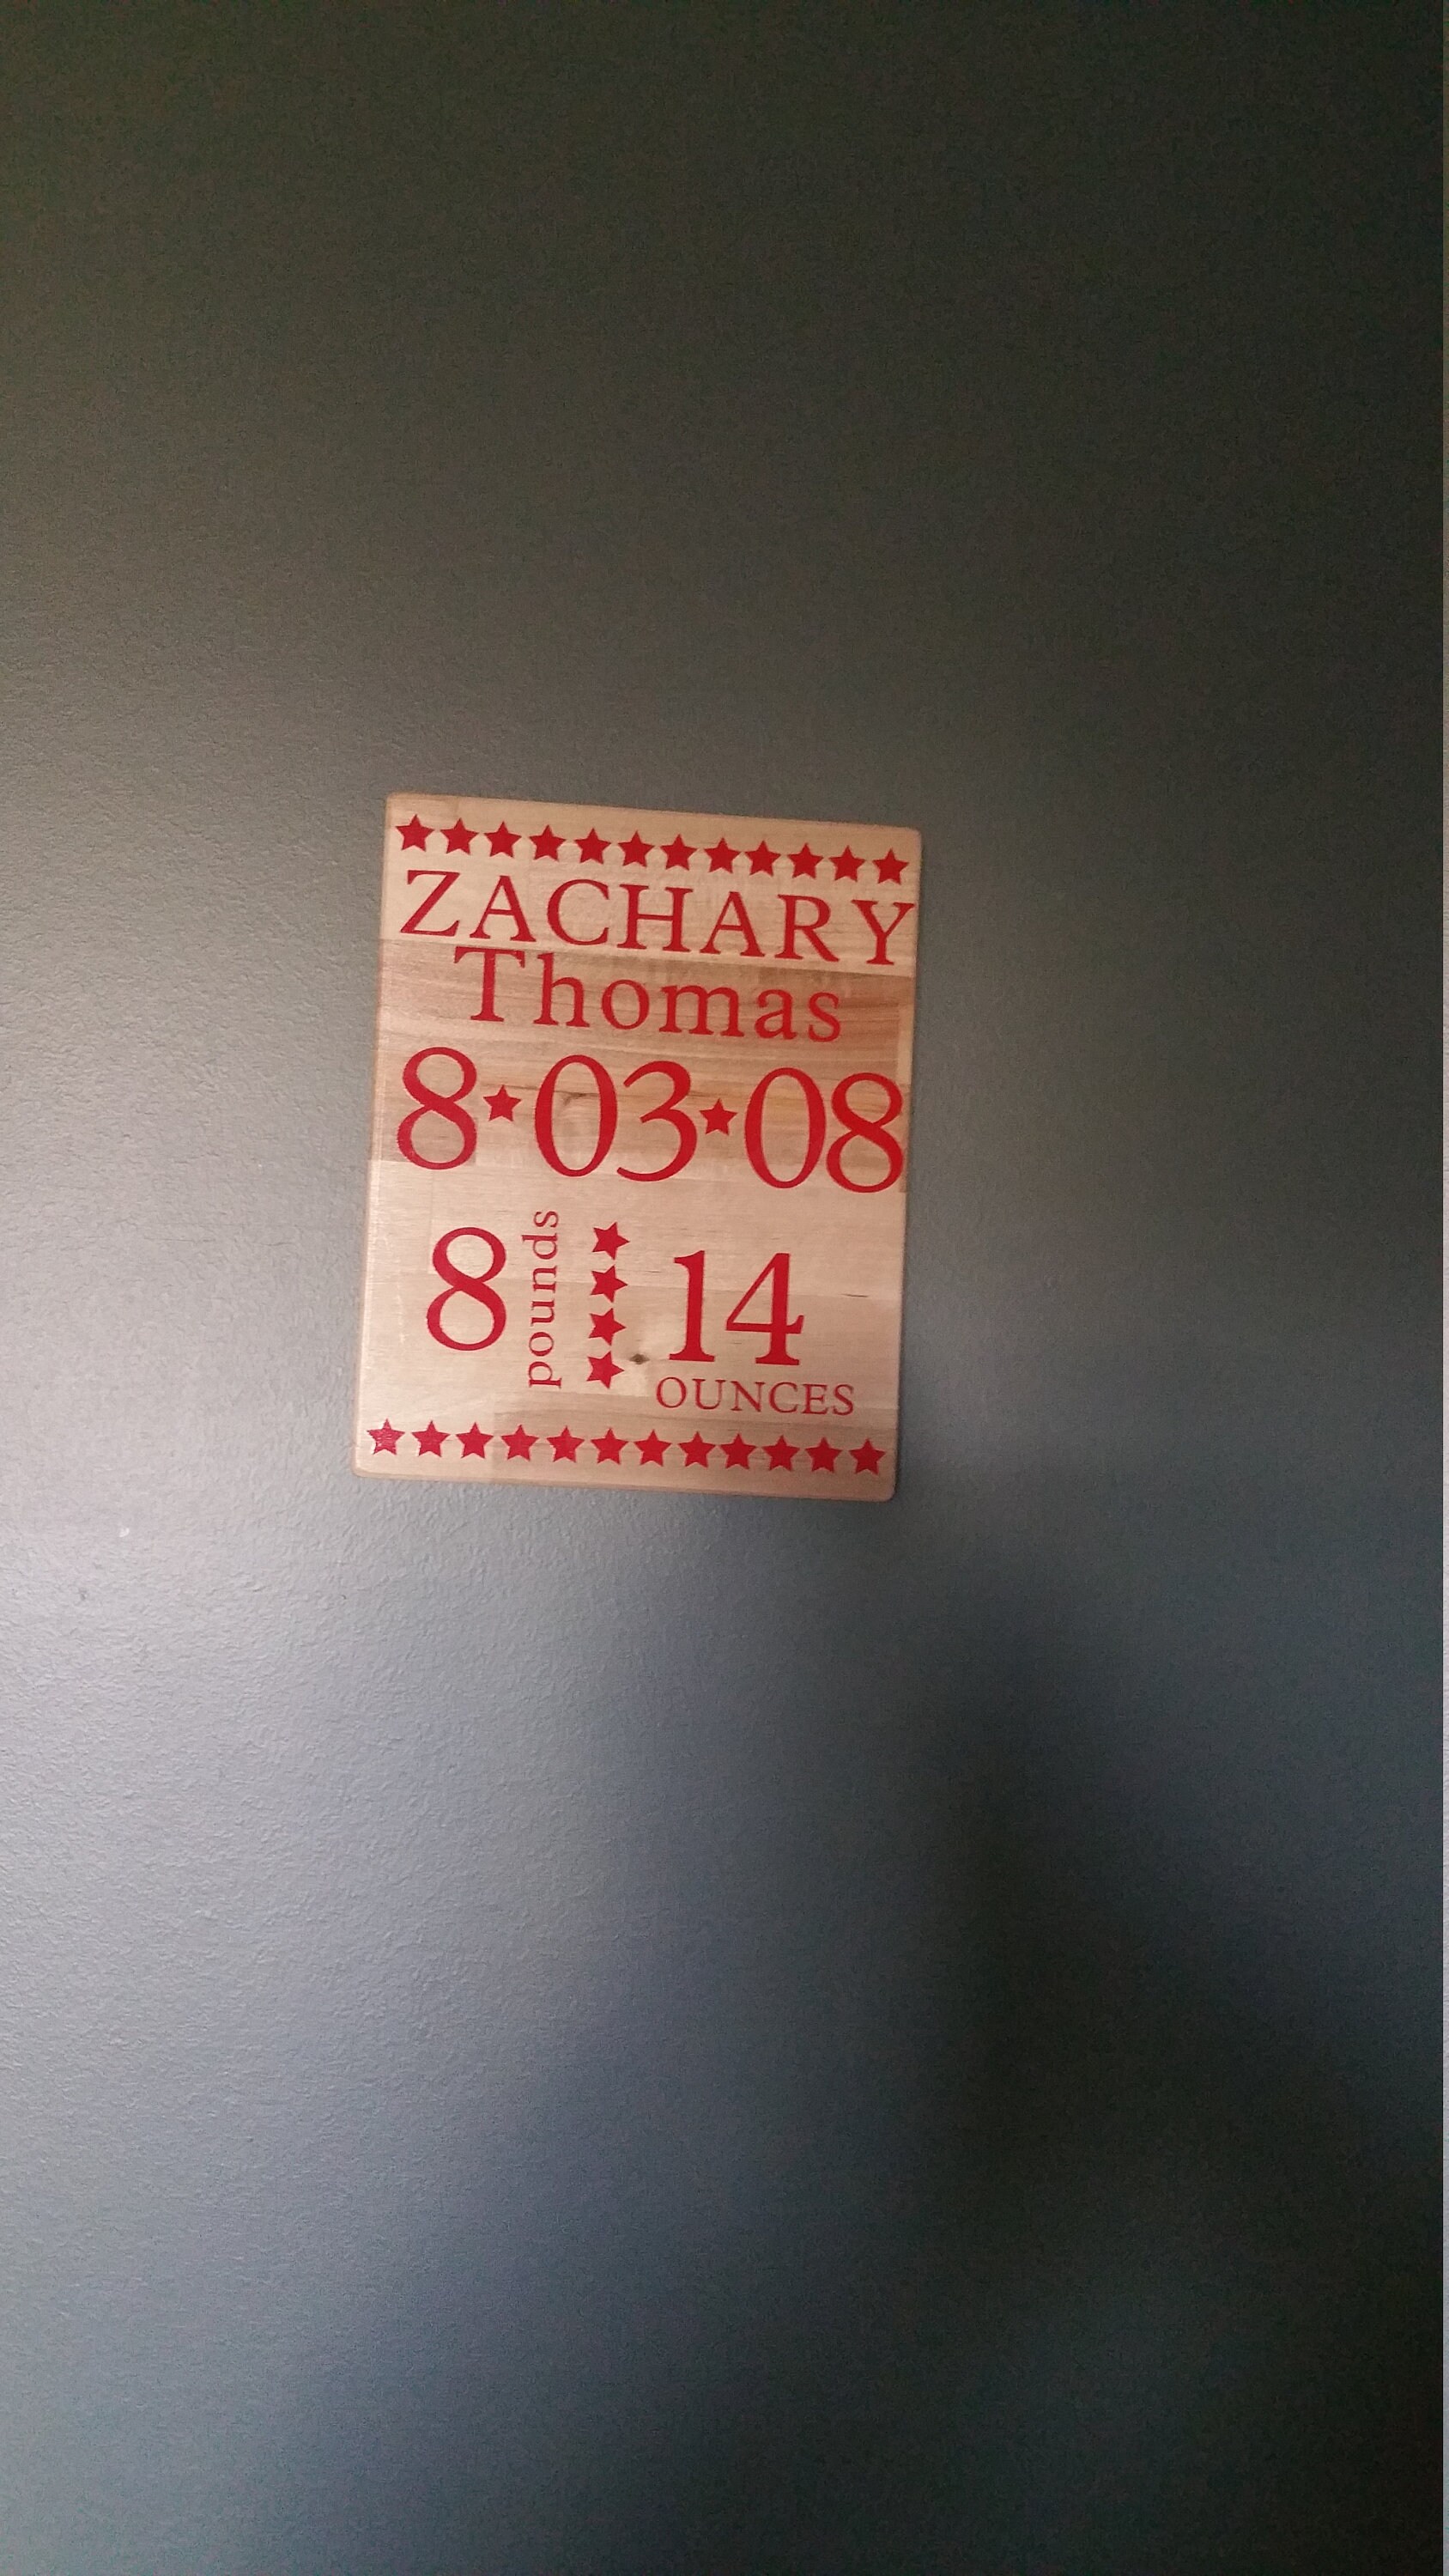 ZACHARY
Thomas
8★03★08
8 pounds 14
OUNCES